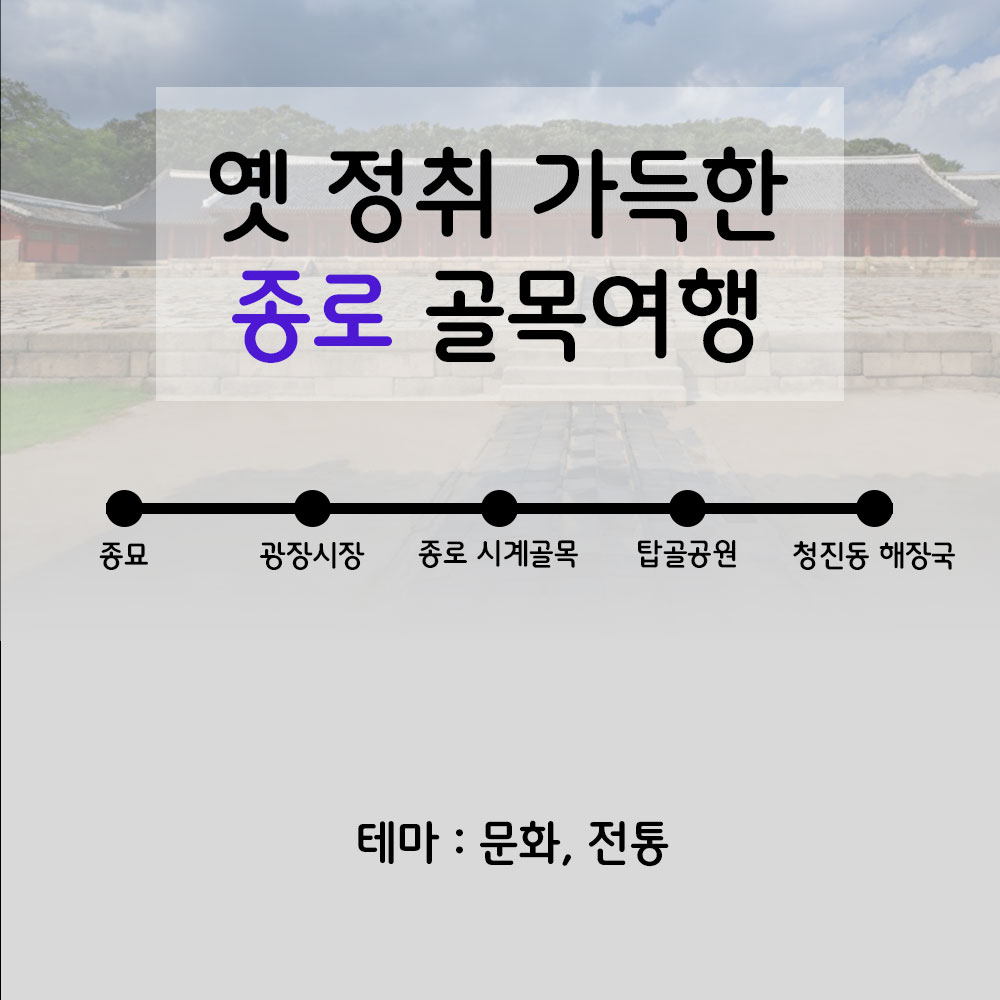 옛 정취 가득한
종로 골목여행
종묘 광장시장 종로 시계골목 탑골공원 청진동 해장국
테마 : 문화, 전통